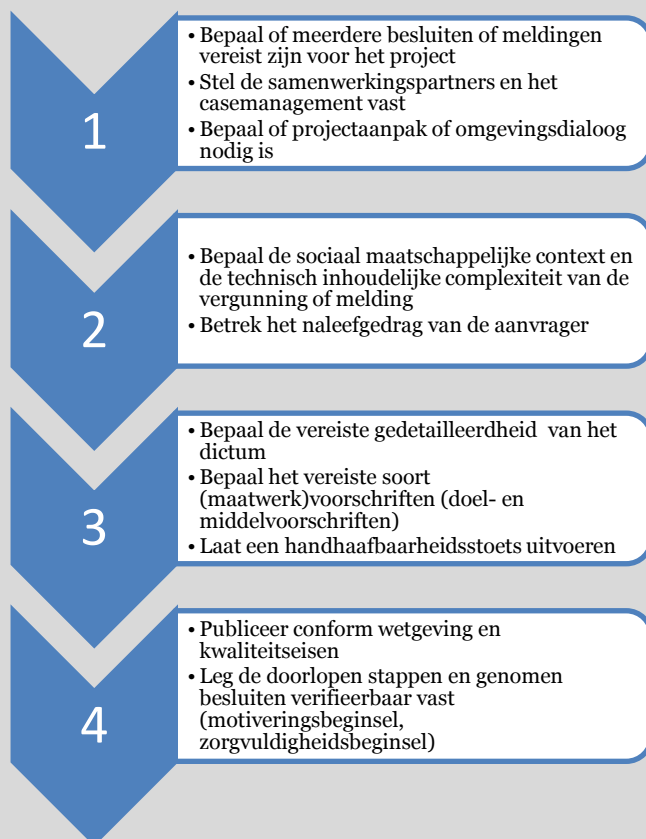 1
• Bepaal of meerdere besluiten of meldingen
vereist zijn voor het project
• Stel de samenwerkingspartners en het
casemanagement vast
• Bepaal of projectaanpak of omgevingsdialoog
nodig is
2
• Bepaal de sociaal maatschappelijke context en
de technisch inhoudelijke complexiteit van de
vergunning of melding
• Betrek het naleefgedrag van de aanvrager
3
• Bepaal de vereiste gedetailleerdheid van het
dictum
• Bepaal het vereiste soort
(maatwerk)voorschriften (doel- en
middelvoorschriften)
• Laat een handhaafbaarheidsstoets uitvoeren
4
• Publiceer conform wetgeving en
kwaliteitseisen
• Leg de doorlopen stappen en genomen
besluiten verifieerbaar vast
(motiveringsbeginsel,
zorgvuldigheidsbeginsel)